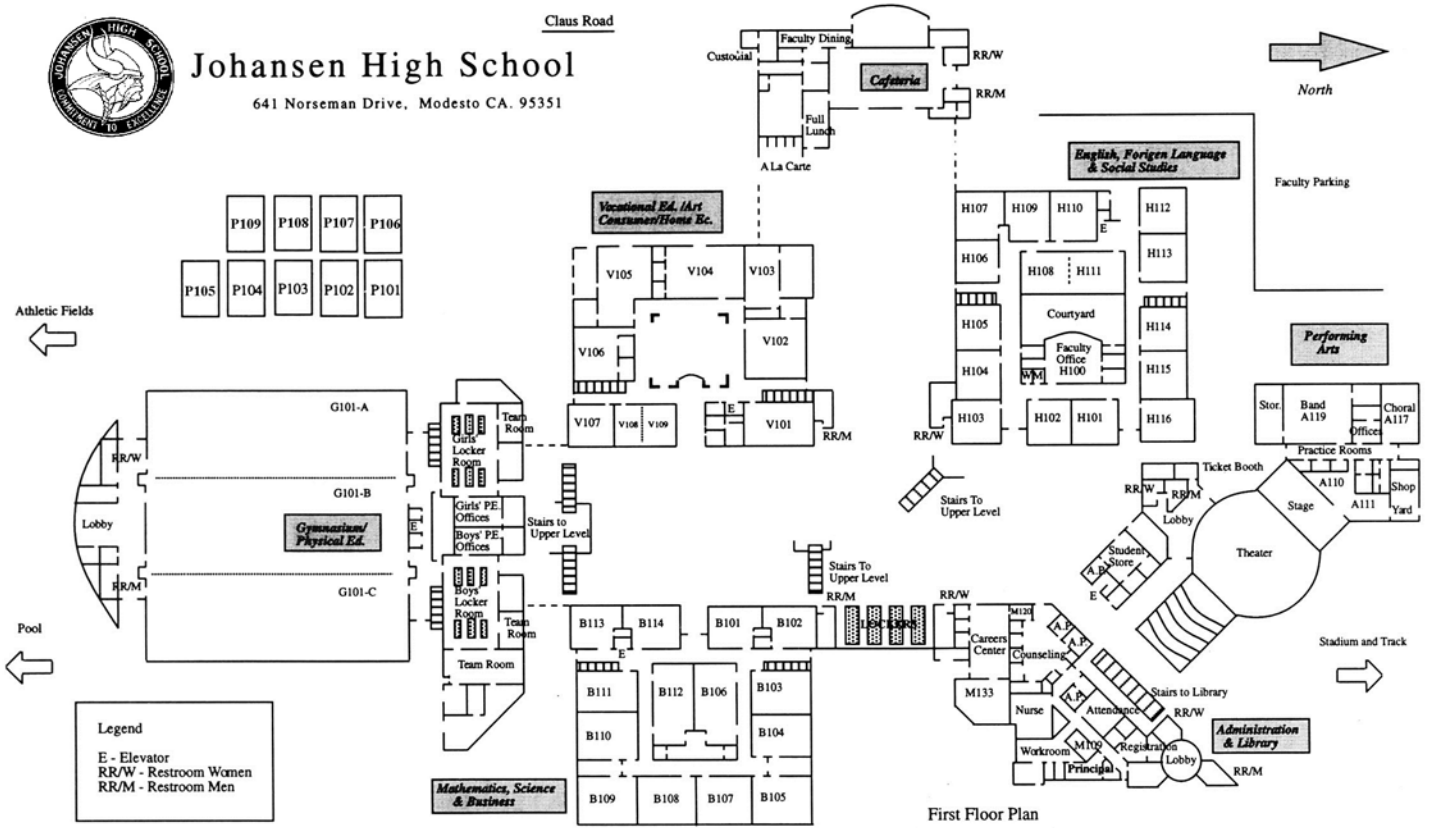 Claus Road
JOHANSEN HIGH SCHOOL
COMMITMENT TO EXCELLENCE
Johansen High School
641 Norseman Drive, Modesto CA. 95351
North
Custodial
Faculty Dining
RR/W
Cafeteria
RR/M
Full
Lunch
A La Carte
English, Forigen Language
& Social Studies
Faculty Parking
Vocational Ed. /Art
Consumer/Home Ec.
P109
P108
P107
P106
P105
P104
P103
P102
P101
Athletic Fields
V105
V104
V103
V106
V102
V107
V108
V109
E
V101
RR/M
H107
H109
H110
E
H112
H106
H108
H111
H113
Courtyard
H105
H114
Faculty
Office
H100
W
M
H104
H115
H103
H102
H101
H116
RR/W
Stairs To
Upper Level
Performing
Arts
Stor.
Band
A119
Choral
A117
Offices
Practice Rooms
A110
A111
Shop
Yard
Stage
Theater
Ticket Booth
RR/W
RR/M
Lobby
Student
Store
A.P.
E
G101-A
G101-B
G101-C
Gymnasium/
Physical Ed.
RR/W
Lobby
RR/M
E
Girls'
Locker
Room
Team
Room
Girls' P.E.
Offices
Boys' P.E.
Offices
Boys'
Locker
Room
Team
Room
Team Room
Stairs to
Upper Level
Stairs To
Upper Level
Pool
RR/M
LOCKERS
RR/W
B113
B114
E
B101
B102
B111
B112
B106
B103
B110
B104
B109
B108
B107
B105
Mathematics, Science
& Business
M120
A.P.
A.P.
Careers
Center
Counseling
M133
A.P.
Nurse
Attendance
Stairs to Library
RR/W
Workroom
M109
Registration
Lobby
Principal
RR/M
Administration
& Library
Stadium and Track
Legend
E - Elevator
RR/W - Restroom Women
RR/M - Restroom Men
First Floor Plan